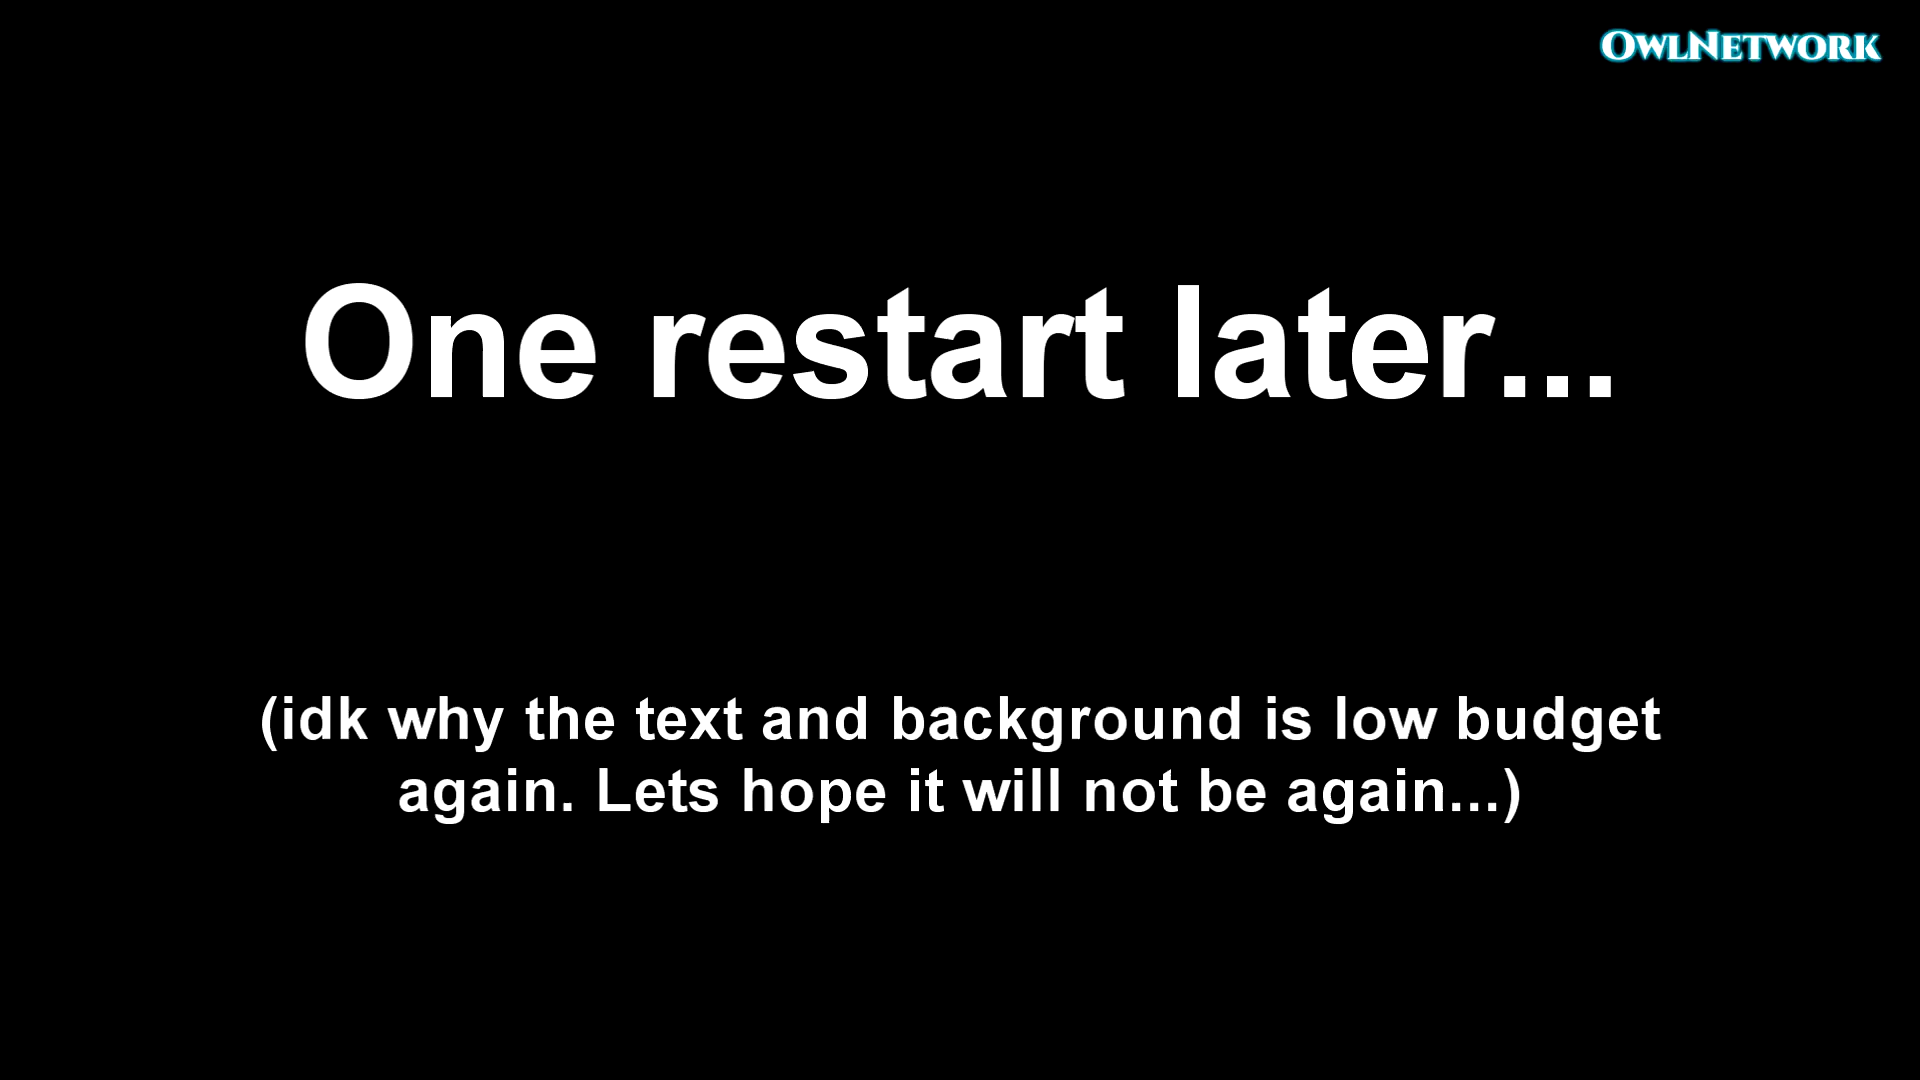 OwlNetwork
One restart later...
(idk why the text and background is low budget
again. Lets hope it will not be again...)